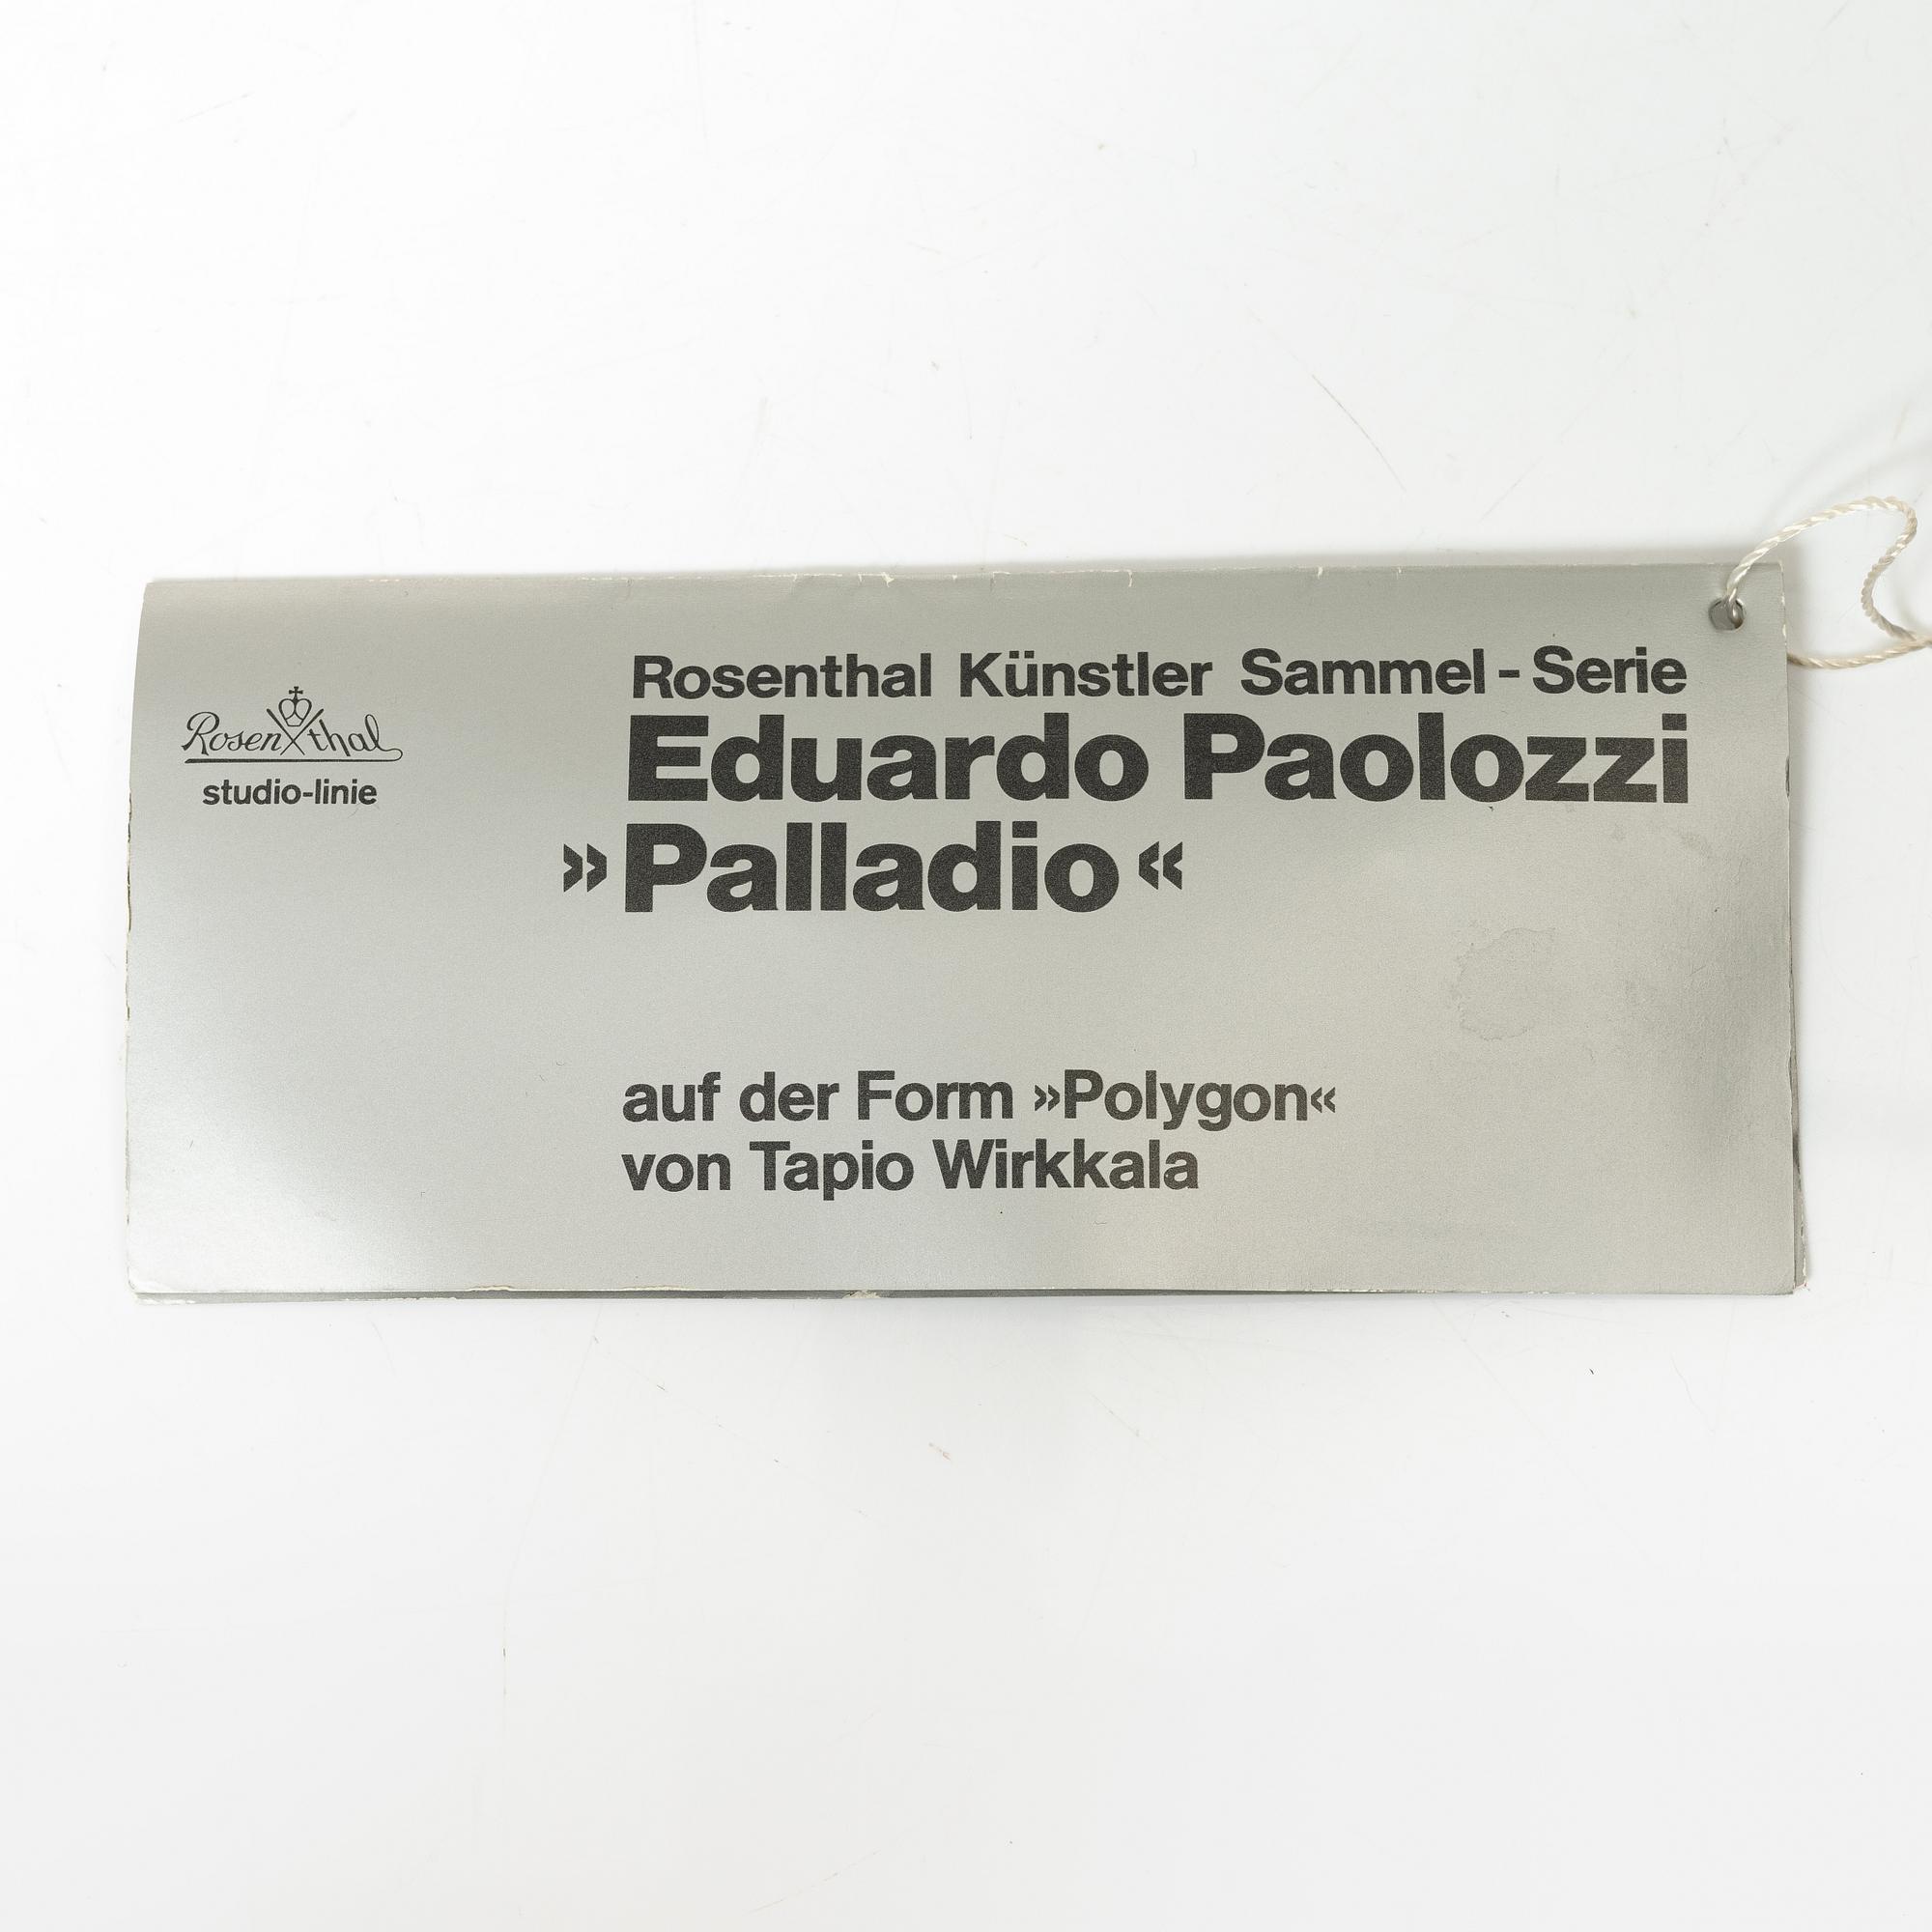 Rosenthal
studio-linie
Rosenthal Künstler Sammel-Serie
Eduardo Paolozzi
»Palladio«
auf der Form »Polygon«
von Tapio Wirkkala